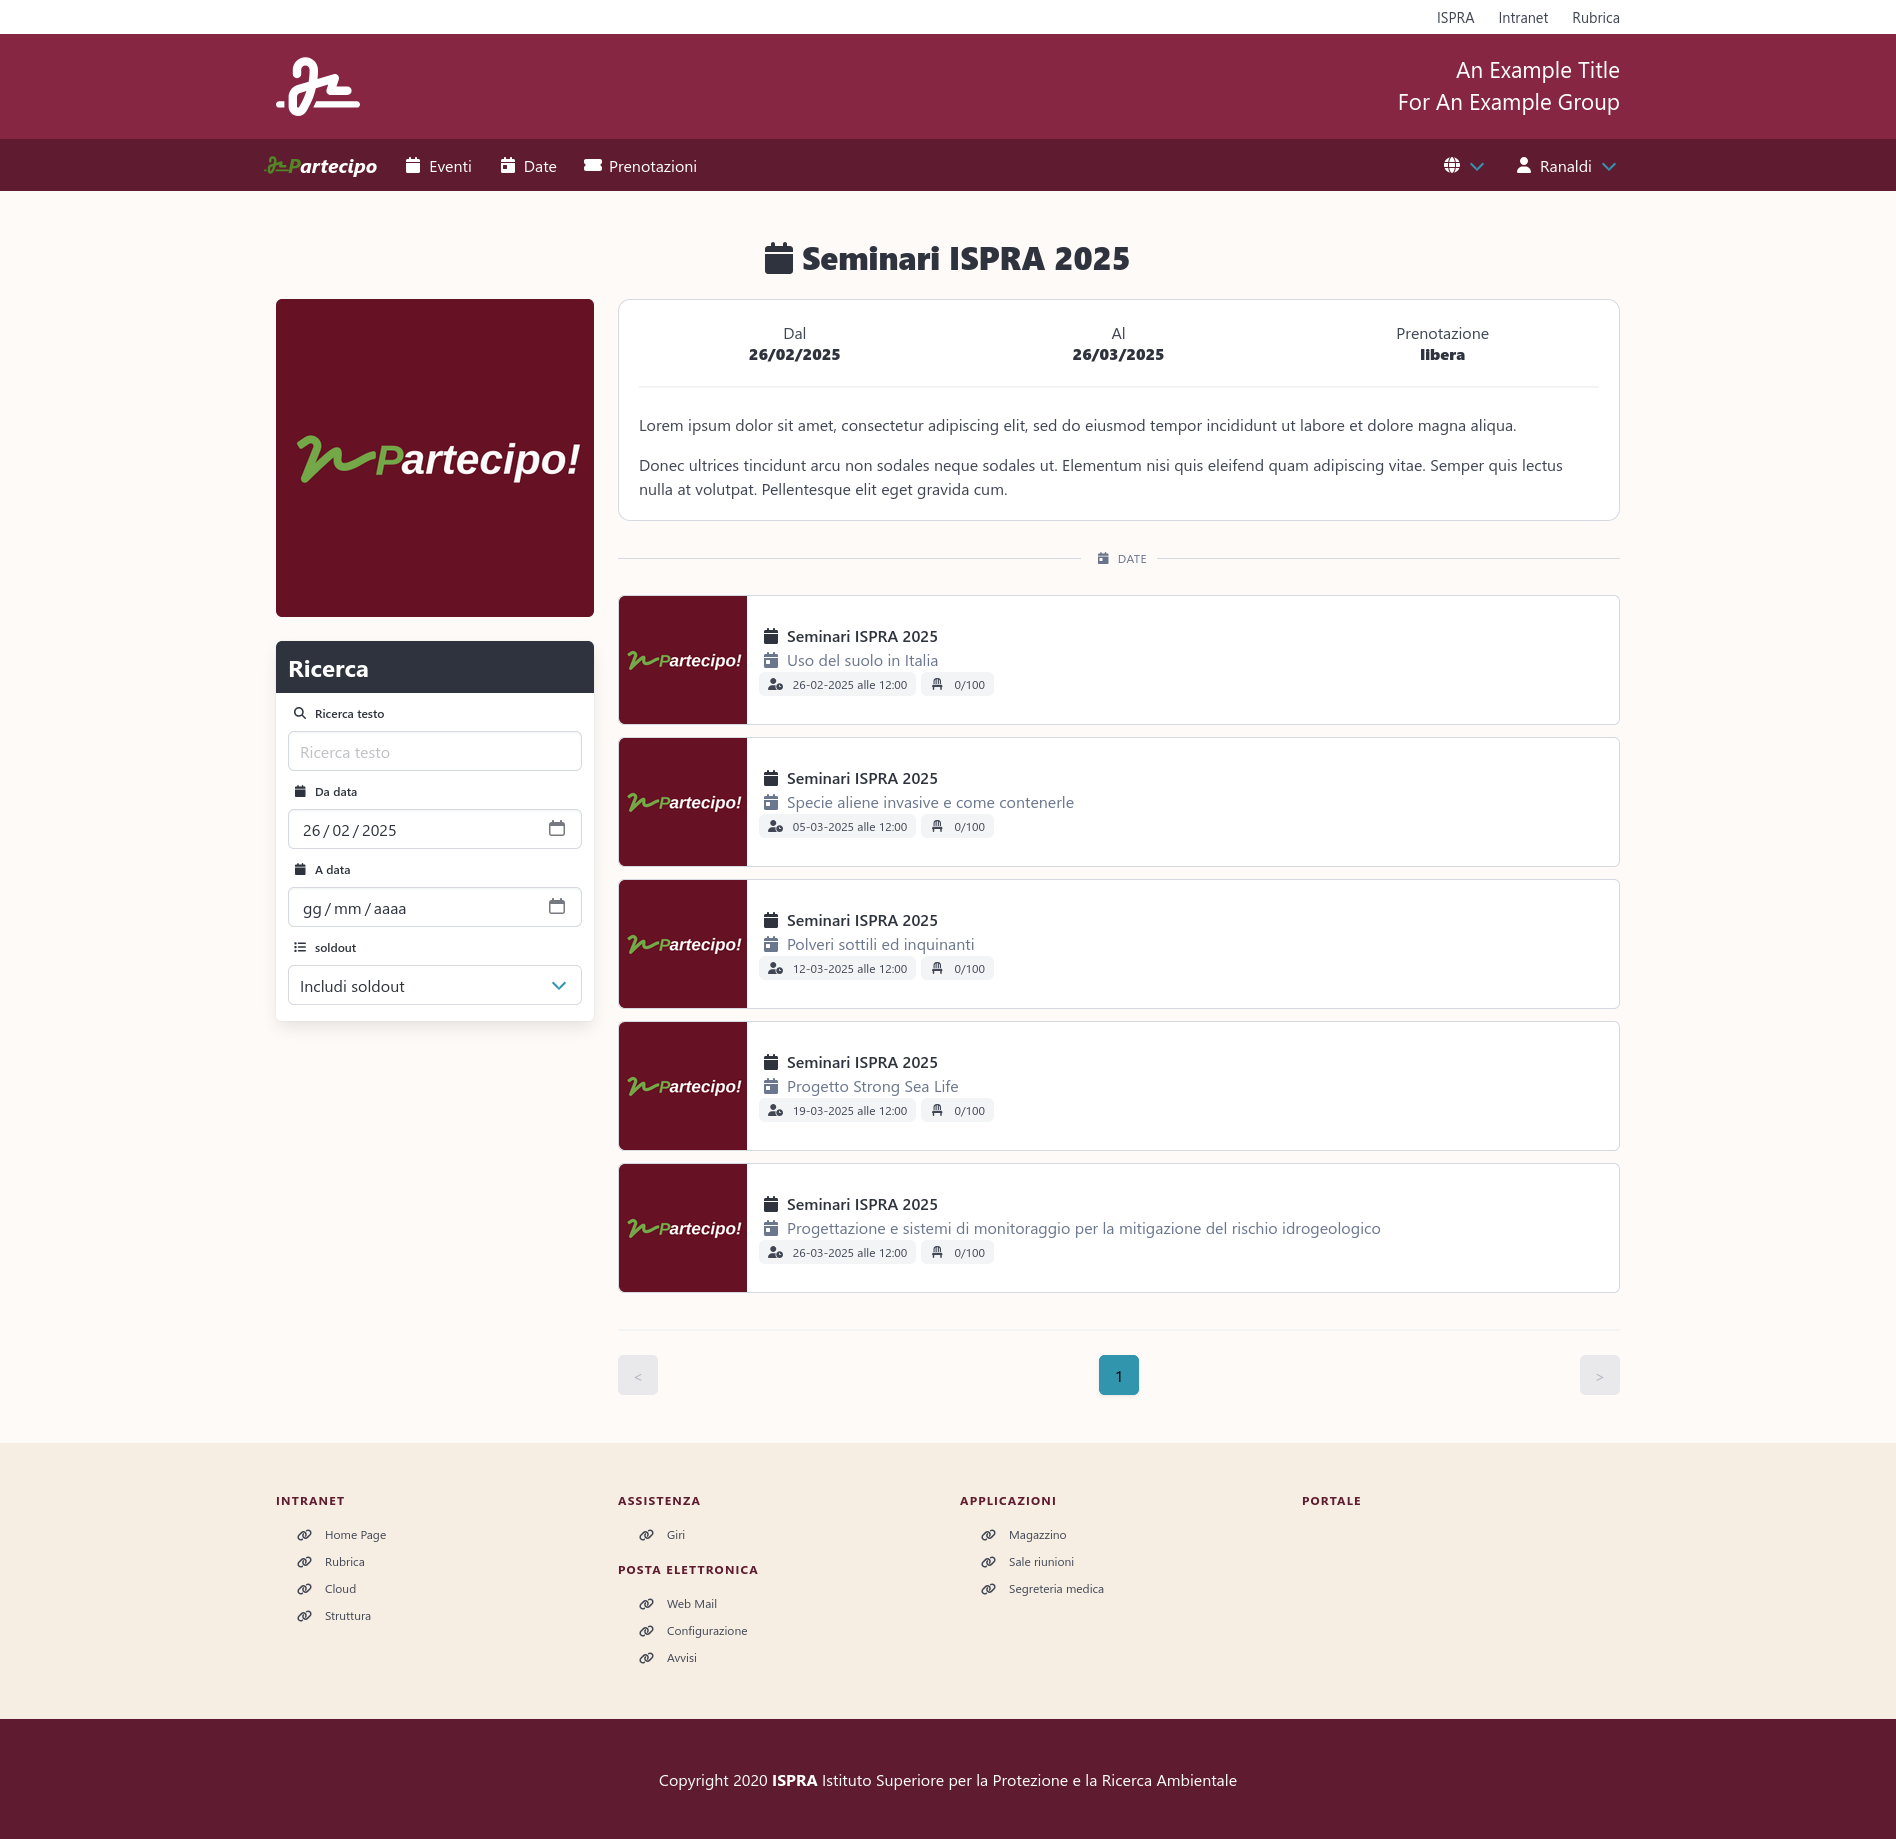 ISPRA Intranet Rubrica
An Example Title
For An Example Group
Partecipo Eventi Date Prenotazioni Ranaldi
Seminari ISPRA 2025
Partecipo!
Ricerca
Ricerca testo
Ricerca testo
Da data
26/02/2025
A data
gg/mm/aaaa
soldout
Includi soldout
Dal
26/02/2025
Al
26/03/2025
Prenotazione
libera
Lorem ipsum dolor sit amet, consectetur adipiscing elit, sed do eiusmod tempor incididunt ut labore et dolore magna aliqua.
Donec ultrices tincidunt arcu non sodales neque sodales ut. Elementum nisi quis eleifend quam adipiscing vitae. Semper quis lectus
nulla at volutpat. Pellentesque elit eget gravida cum.
DATE
Partecipo!
Seminari ISPRA 2025
Uso del suolo in Italia
26-02-2025 alle 12:00 0/100
Partecipo!
Seminari ISPRA 2025
Specie aliene invasive e come contenerle
05-03-2025 alle 12:00 0/100
Partecipo!
Seminari ISPRA 2025
Polveri sottili ed inquinanti
12-03-2025 alle 12:00 0/100
Partecipo!
Seminari ISPRA 2025
Progetto Strong Sea Life
19-03-2025 alle 12:00 0/100
Partecipo!
Seminari ISPRA 2025
Progettazione e sistemi di monitoraggio per la mitigazione del rischio idrogeologico
26-03-2025 alle 12:00 0/100
< 1 >
INTRANET
Home Page
Rubrica
Cloud
Struttura
ASSISTENZA
Giri
POSTA ELETTRONICA
Web Mail
Configurazione
Avvisi
APPLICAZIONI
Magazzino
Sale riunioni
Segreteria medica
PORTALE
Copyright 2020 ISPRA Istituto Superiore per la Protezione e la Ricerca Ambientale